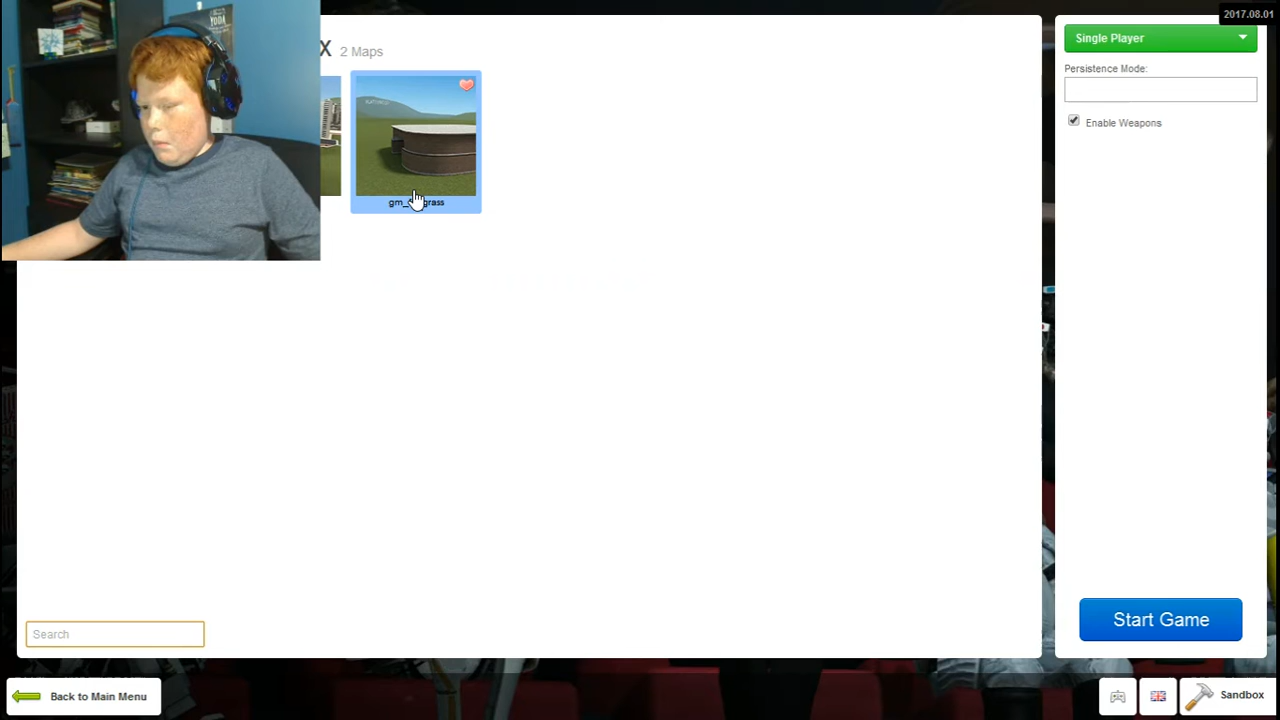 2017.08.01
YODA
X 2 Maps
Single Player
Persistence Mode:
Enable Weapons
Search
Start Game
Back to Main Menu
Sandbox